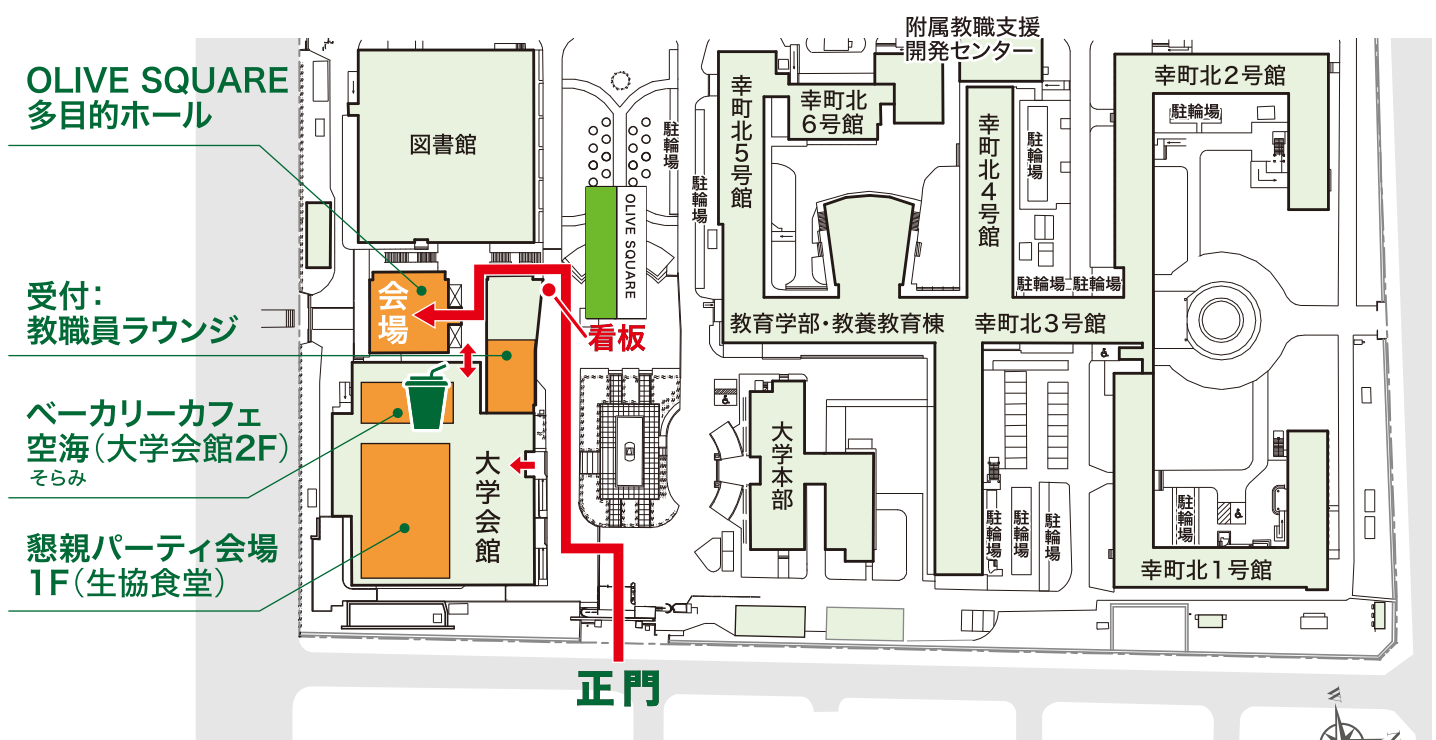 附属教職支援
開発センター
OLIVE SQUARE
多目的ホール
図書館
駐輪場
駐輪場
幸町北5号館
幸町北
6号館
幸町北4号館
駐輪場
幸町北2号館
駐輪場
OLIVE SQUARE
会場
受付：
教職員ラウンジ
看板
教育学部・教養教育棟
幸町北3号館
駐輪場
駐輪場
ベーカリーカフェ
空海（大学会館2F）
そらみ
大学会館
大学本部
懇親パーティ会場
1F（生協食堂）
駐輪場
駐輪場
駐輪場
駐輪場
幸町北1号館
正門
W
N